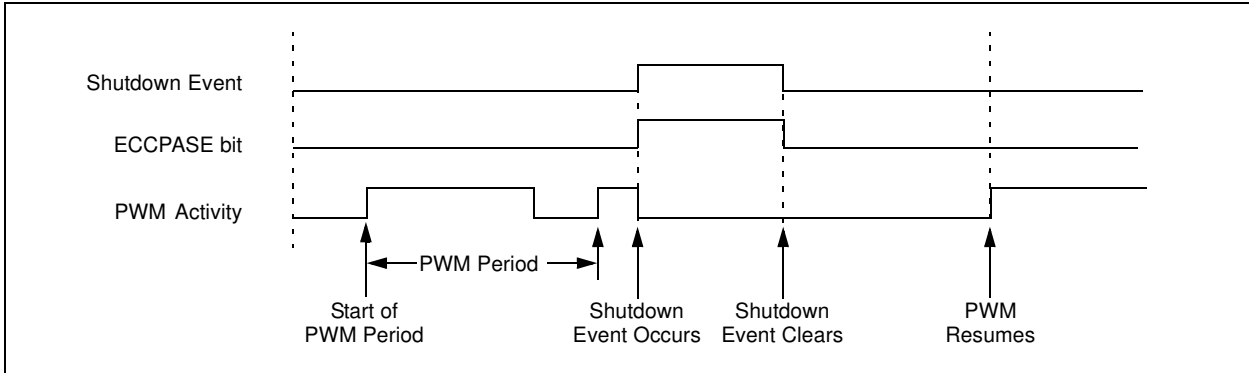 Shutdown Event
ECCPASE bit
PWM Activity
PWM Period
Start of
PWM Period
Shutdown
Event Occurs
Shutdown
Event Clears
PWM
Resumes